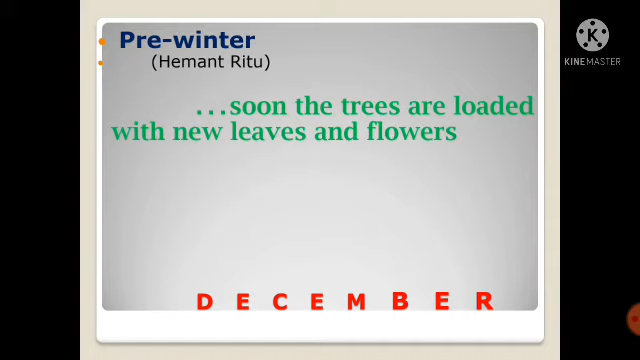 Pre-winter
(Hemant Ritu)
...soon the trees are loaded
with new leaves and flowers
D E C E M B E R
K
KINEMASTER